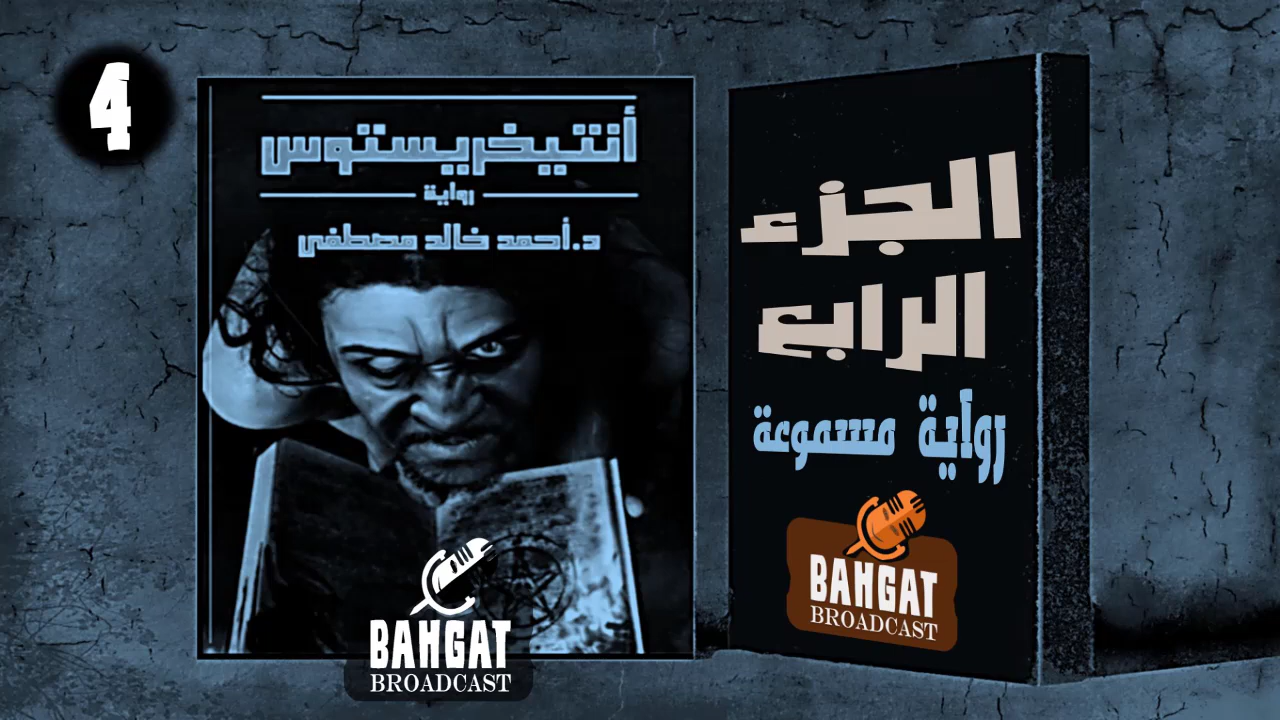 4
أنتيخريستوس
رواية
د.أحمد خالد مصطفى
BAHGAT
BROADCAST
الجزء
الرابع
رواية مسموعة
BAHGAT
BROADCAST